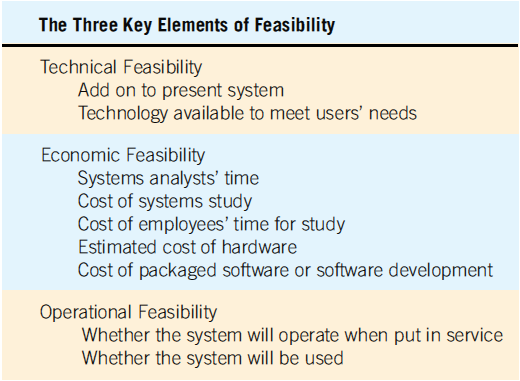 The Three Key Elements of Feasibility
Technical Feasibility
Add on to present system
Technology available to meet users’ needs
Economic Feasibility
Systems analysts’ time
Cost of systems study
Cost of employees’ time for study
Estimated cost of hardware
Cost of packaged software or software development
Operational Feasibility
Whether the system will operate when put in service
Whether the system will be used